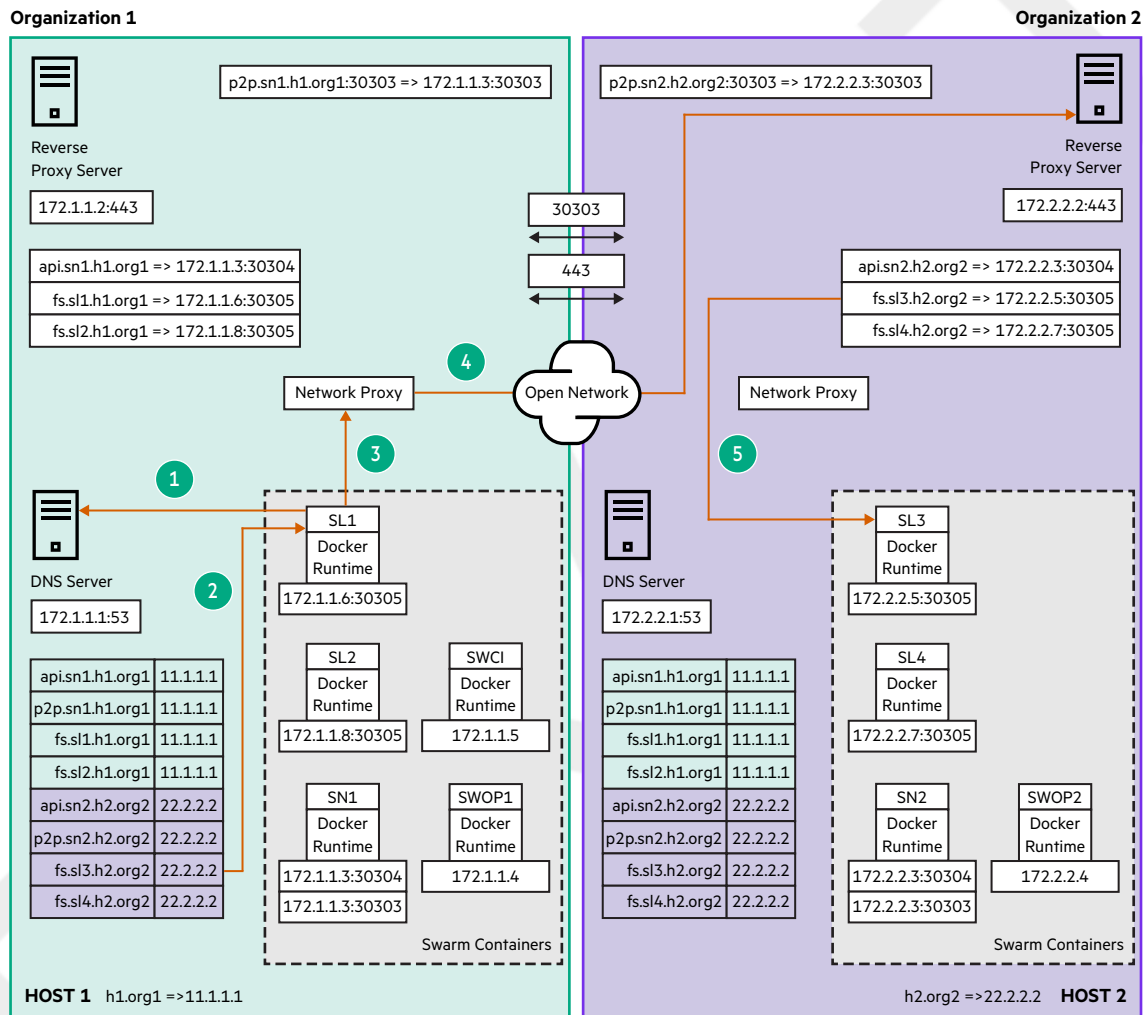 Organization 1
Organization 2
p2p.sn1.h1.org1:30303 => 172.1.1.3:30303
Reverse
Proxy Server
172.1.1.2:443
api.sn1.h1.org1 => 172.1.1.3:30304
fs.sl1.h1.org1 => 172.1.1.6:30305
fs.sl2.h1.org1 => 172.1.1.8:30305
30303
443
p2p.sn2.h2.org2:30303 => 172.2.2.3:30303
Reverse
Proxy Server
172.2.2.2:443
api.sn2.h2.org2 => 172.2.2.3:30304
fs.sl3.h2.org2 => 172.2.2.5:30305
fs.sl4.h2.org2 => 172.2.2.7:30305
Network Proxy
4
Open Network
Network Proxy
3
5
1
2
DNS Server
172.1.1.1:53
api.sn1.h1.org1 11.1.1.1
p2p.sn1.h1.org1 11.1.1.1
fs.sl1.h1.org1 11.1.1.1
fs.sl2.h1.org1 11.1.1.1
api.sn2.h2.org2 22.2.2.2
p2p.sn2.h2.org2 22.2.2.2
fs.sl3.h2.org2 22.2.2.2
fs.sl4.h2.org2 22.2.2.2
SL1
Docker
Runtime
172.1.1.6:30305
SL2
Docker
Runtime
172.1.1.8:30305
SWCI
Docker
Runtime
172.1.1.5
SN1
Docker
Runtime
172.1.1.3:30304
172.1.1.3:30303
SWOP1
Docker
Runtime
172.1.1.4
Swarm Containers
HOST 1 h1.org1 =>11.1.1.1
DNS Server
172.2.2.1:53
api.sn1.h1.org1 11.1.1.1
p2p.sn1.h1.org1 11.1.1.1
fs.sl1.h1.org1 11.1.1.1
fs.sl2.h1.org1 11.1.1.1
api.sn2.h2.org2 22.2.2.2
p2p.sn2.h2.org2 22.2.2.2
fs.sl3.h2.org2 22.2.2.2
fs.sl4.h2.org2 22.2.2.2
SL3
Docker
Runtime
172.2.2.5:30305
SL4
Docker
Runtime
172.2.2.7:30305
SN2
Docker
Runtime
172.2.2.3:30304
172.2.2.3:30303
SWOP2
Docker
Runtime
172.2.2.4
Swarm Containers
h2.org2 =>22.2.2.2 HOST 2